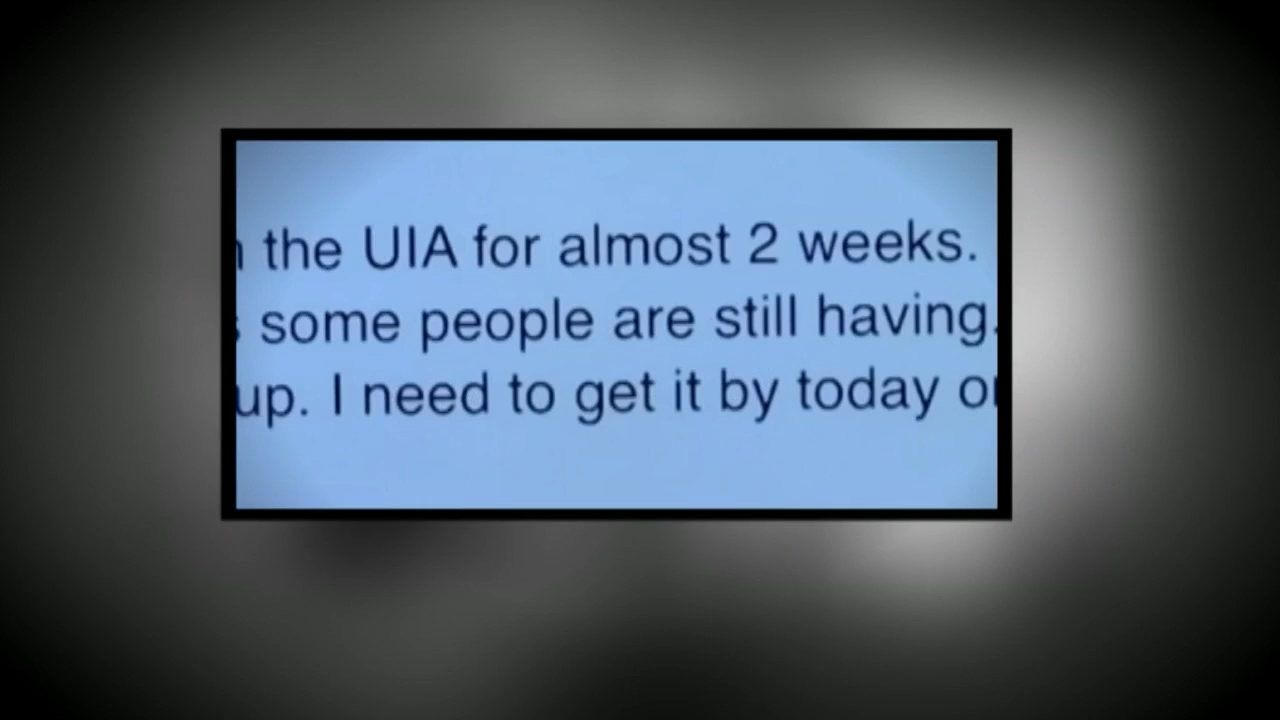 the UIA for almost 2 weeks.
some people are still having.
up. I need to get it by today